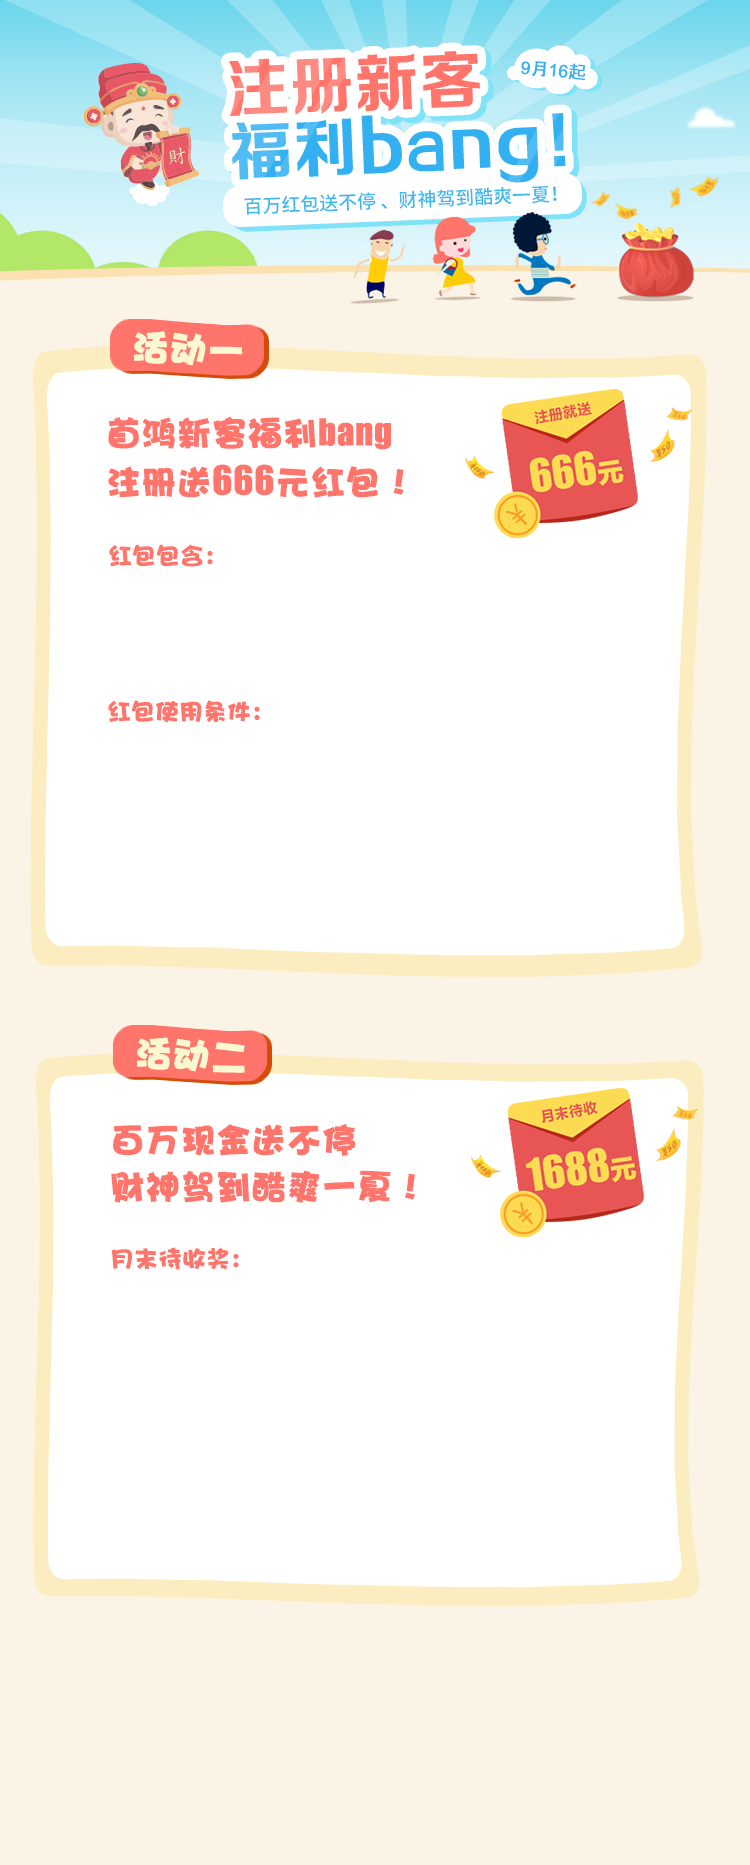 注册新客
9月16起
福利bang!
百万红包送不停、财神驾到酷爽一夏!
財
活动一
首鸿新客福利bang
注册送666元红包！
注册就送
666元
¥100
¥50
红包包含：
红包使用条件：
活动二
百万现金送不停
财神驾到酷爽一夏！
月末待收
1688元
¥100
¥50
月末待收奖：